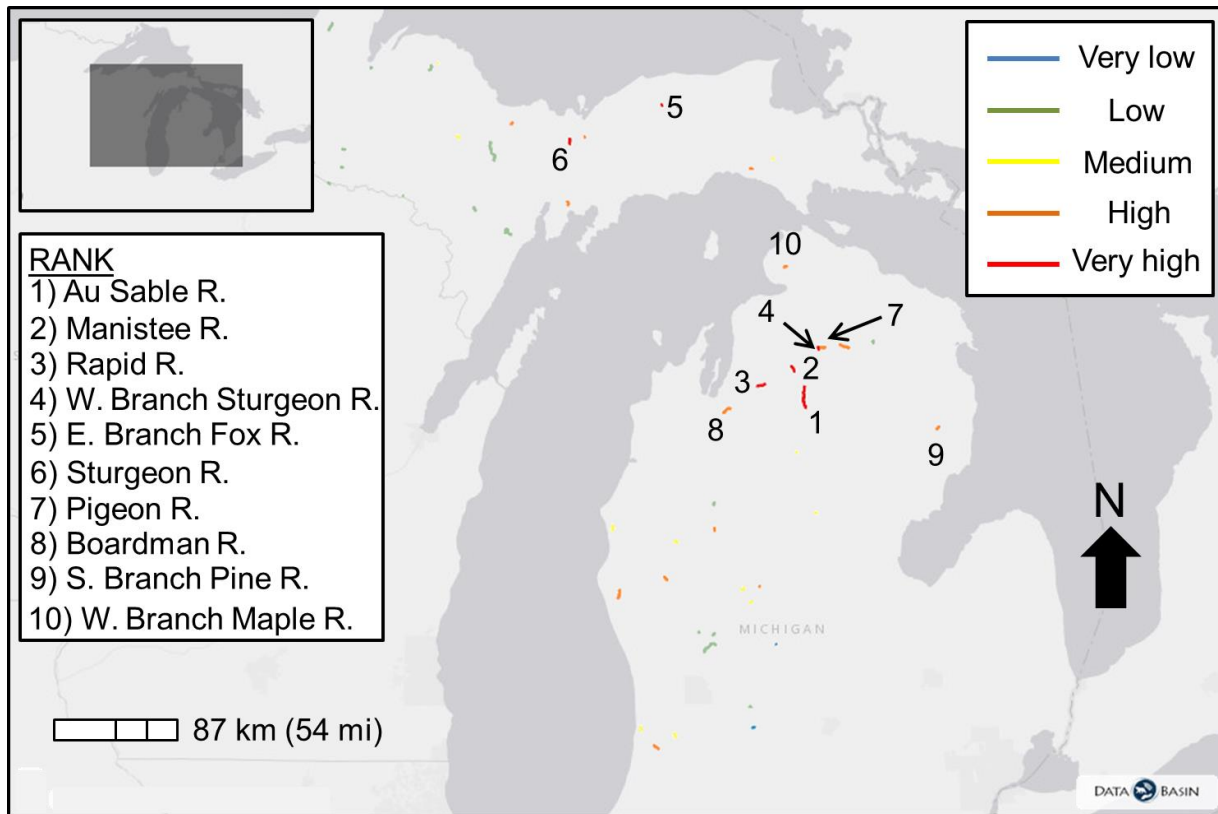 Very low
Low
Medium
High
Very high
5
6
RANK
1) Au Sable R.
2) Manistee R.
3) Rapid R.
4) W. Branch Sturgeon R.
5) E. Branch Fox R.
6) Sturgeon R.
7) Pigeon R.
8) Boardman R.
9) S. Branch Pine R.
10) W. Branch Maple R.
10
4
7
2
3
1
8
9
N
MICHIGAN
87 km (54 mi)
DATA BASIN